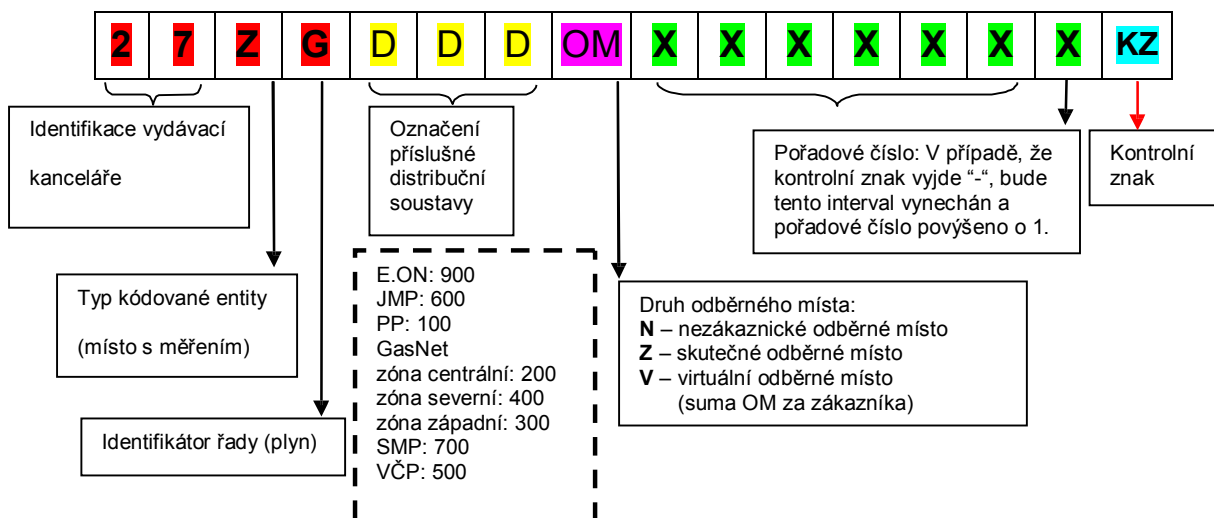 2 7 Z G D D D OM X X X X X X X KZ
Identifikace vydávací
kanceláře
Označení
příslušné
distribuční
soustavy
Pořadové číslo: V případě, že
kontrolní znak vyjde “-“, bude
tento interval vynechán a
pořadové číslo povýšeno o 1.
Kontrolní
znak
Typ kódované entity
(místo s měřením)
E.ON: 900
JMP: 600
PP: 100
GasNet
zóna centrální: 200
zóna severní: 400
zóna západní: 300
SMP: 700
VČP: 500
Druh odběrného místa:
N – nezákaznické odběrné místo
Z – skutečné odběrné místo
V – virtuální odběrné místo
(suma OM za zákazníka)
Identifikátor řady (plyn)